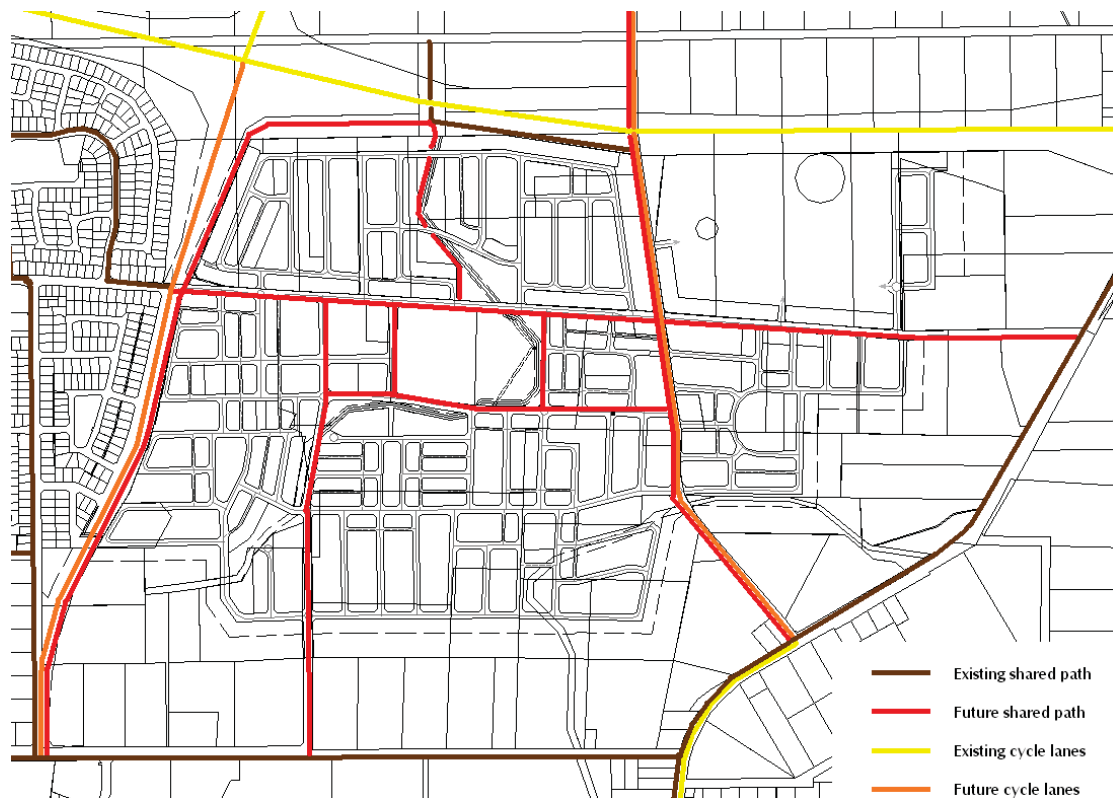 Existing shared path
Future shared path
Existing cycle lanes
Future cycle lanes